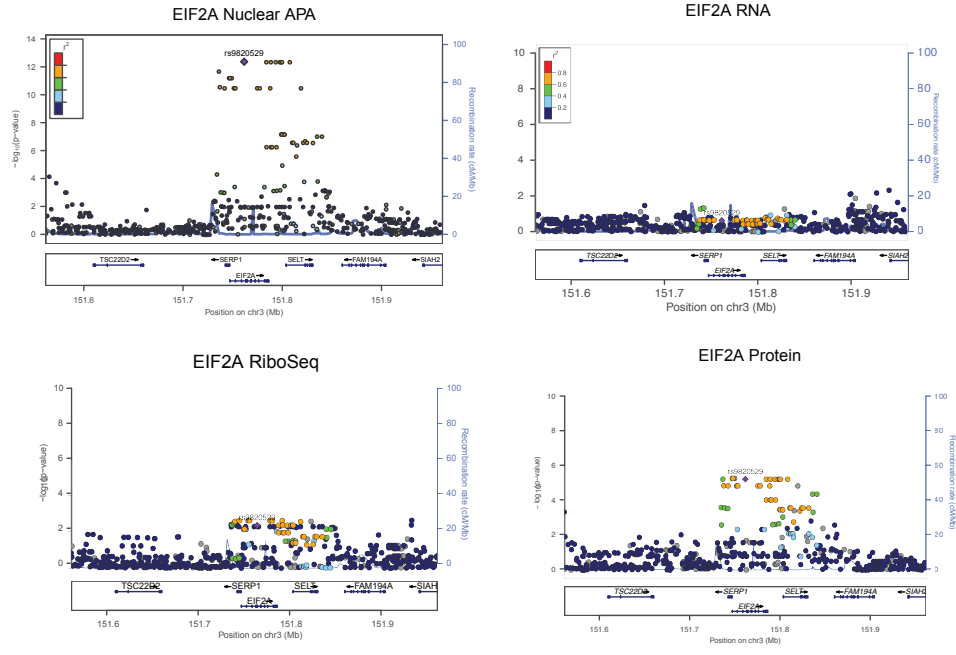 EIF2A Nuclear APA
r²
rs9820529
14
12
10
8
6
4
2
0
−log₁₀(p−value)
100
80
60
40
20
0
Recombination rate (cM/Mb)
TSC22D2
SERP1
SELT
FAM194A
SIAH2
EIF2A
151.6
151.7
151.8
151.9
Position on chr3 (Mb)
EIF2A RNA
r²
0.8
0.6
0.4
0.2
rs9820529
10
8
6
4
2
0
−log₁₀(p−value)
100
80
60
40
20
0
Recombination rate (cM/Mb)
TSC22D2
SERP1
SELT
FAM194A
SIAH2
EIF2A
151.6
151.7
151.8
151.9
Position on chr3 (Mb)
EIF2A RiboSeq
rs9820529
10
8
6
4
2
0
−log10(p−value)
100
80
60
40
20
0
Recombination rate (cM/Mb)
TSC22D2
SERP1
SELT
FAM194A
SIAH
EIF2A
151.6
151.7
151.8
151.9
Position on chr3 (Mb)
EIF2A Protein
rs9820529
10
8
6
4
2
0
−log10(p−value)
100
80
60
40
20
0
Recombination rate (cM/Mb)
TSC22D2
SERP1
SELT
FAM194A
SIAH2
EIF2A
151.6
151.7
151.8
151.9
Position on chr3 (Mb)